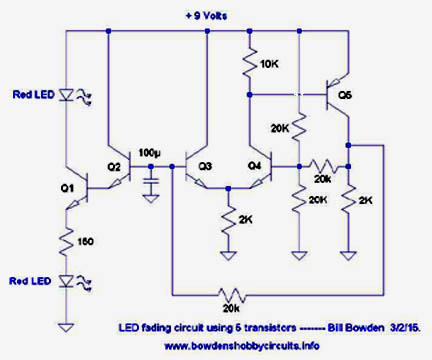 + 9 Volts
Red LED
10K
Q5
20K
Q2
100µ
Q3
Q4
Q1
20k
2K
20K
2K
150
Red LED
20k
LED fading circuit using 5 transistors ------- Bill Bowden 3/2/15.
www.bowdenshobbycircuits.info